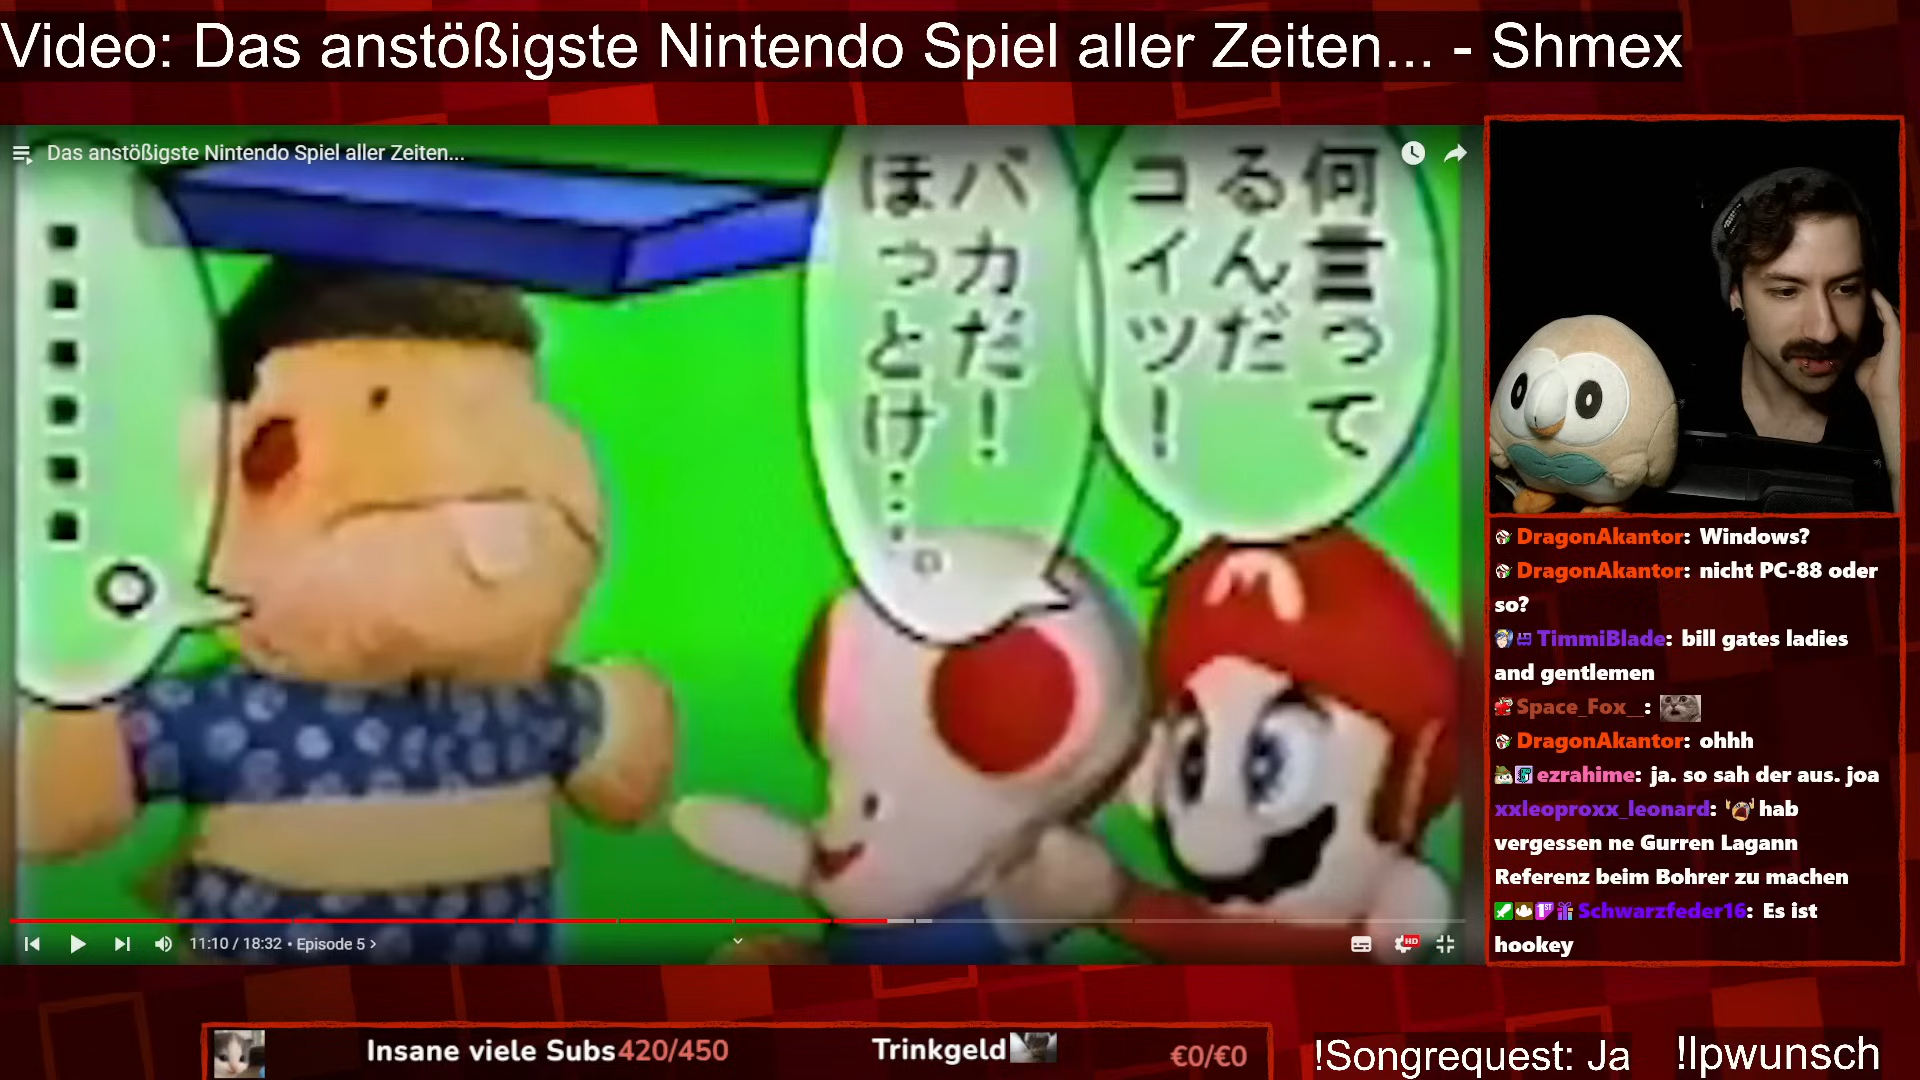 Video: Das anstößigste Nintendo Spiel aller Zeiten... - Shmex
Das anstößigste Nintendo Spiel aller Zeiten...
何言って
るんだ
コイツ!
バカだ!
ほっとけ…。
・・・・・・。
M
11:10 / 18:32 • Episode 5 >
HD
DragonAkantor: Windows?
DragonAkantor: nicht PC-88 oder
so?
TimmiBlade: bill gates ladies
and gentlemen
Space_Fox__:
DragonAkantor: ohhh
ezrahime: ja. so sah der aus. joa
xxleoproxx_leonard: hab
vergessen ne Gurren Lagann
Referenz beim Bohrer zu machen
1ST Schwarzfeder16: Es ist
hookey
Insane viele Subs 420/450
Trinkgeld €0/€0
!Songrequest: Ja !lpwunsch